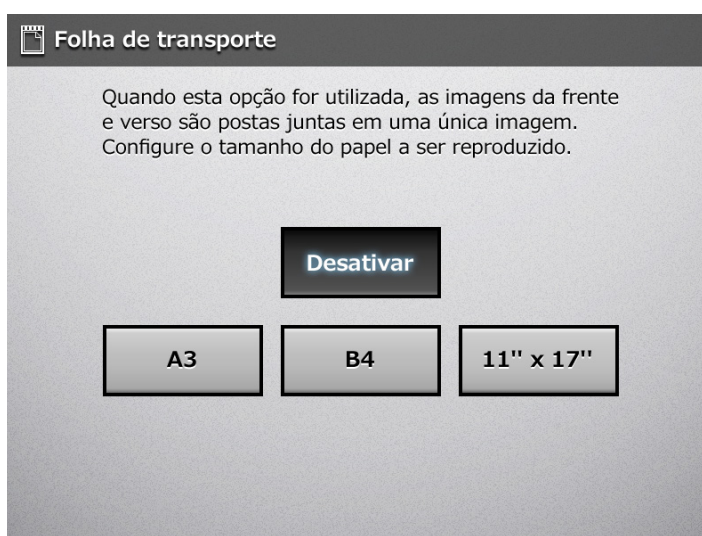 Folha de transporte
Quando esta opção for utilizada, as imagens da frente
e verso são postas juntas em uma única imagem.
Configure o tamanho do papel a ser reproduzido.
Desativar
A3 B4 11'' x 17''